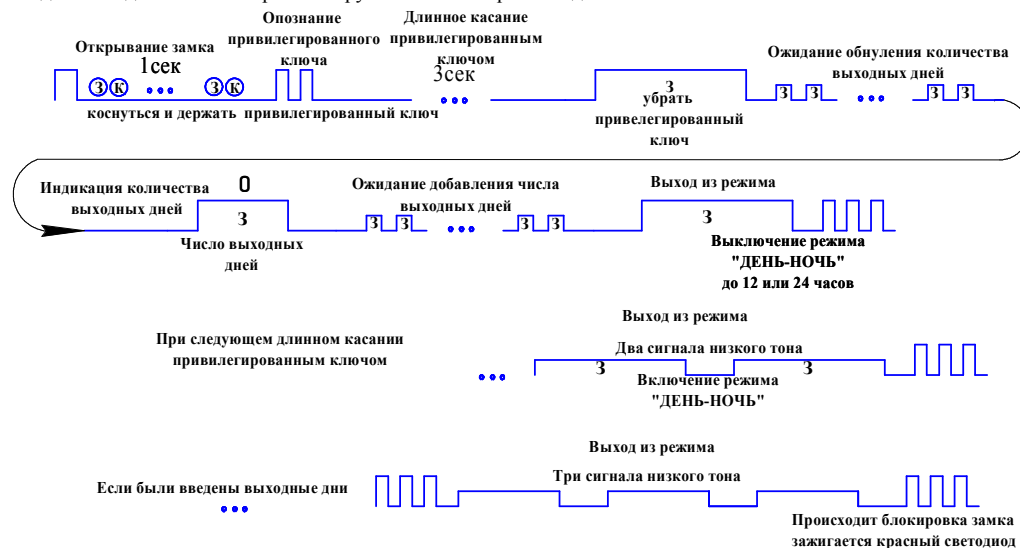 Опознание
привилегированного
ключа
Длинное касание
привилегированным
ключом
Открывание замка
1сек
3сек
Ожидание обнуления количества
выходных дней
З К ... З К
З
З З ... З З
коснуться и держать привилегированный ключ
убрать
привелегированный
ключ
Индикация количества
выходных дней
0
З
Число выходных
дней
Ожидание добавления числа
выходных дней
З З ... З З
Выход из режима
З
Выключение режима
"ДЕНЬ-НОЧЬ"
до 12 или 24 часов
При следующем длинном касании
привилегированным ключом
...
Выход из режима
Два сигнала низкого тона
З З
Включение режима
"ДЕНЬ-НОЧЬ"
Если были введены выходные дни
...
Выход из режима
Три сигнала низкого тона
Происходит блокировка замка
зажигается красный светодиод